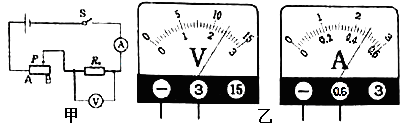 S
A
P
R₀
A B
V
甲
0 5 10 15
0 1 2 3
V
− 3 15
乙
0 1 2 3
0 0.2 0.4 0.6
A
− 0.6 3